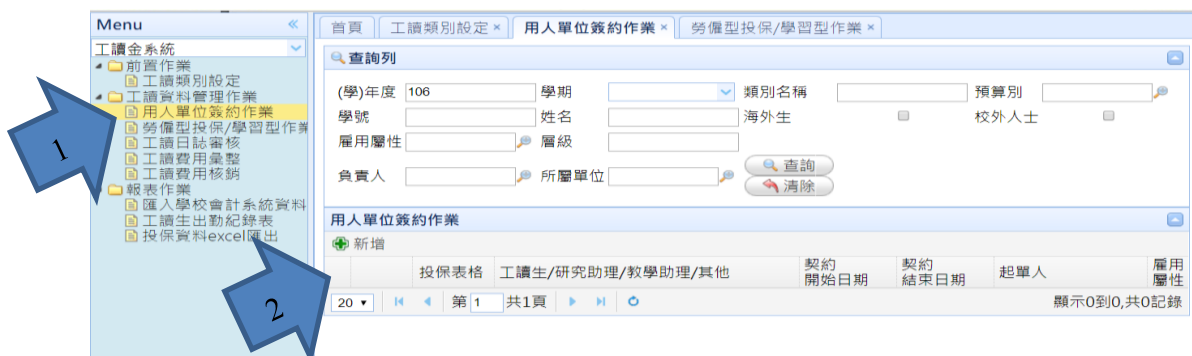 Menu
工讀金系統
前置作業
工讀類別設定
工讀資料管理作業
用人單位簽約作業
勞僱型投保/學習型作業
工讀日誌審核
工讀費用彙整
工讀費用核銷
報表作業
匯入學校會計系統資料
工讀生出勤紀錄表
投保資料excel匯出
1
2
首頁 工讀類別設定 × 用人單位簽約作業 × 勞僱型投保/學習型作業 ×
查詢列
(學)年度 106 學期 類別名稱 預算別
學號 姓名 海外生 校外人士
雇用屬性 層級
負責人 所屬單位 查詢
清除
用人單位簽約作業
新增
投保表格 工讀生/研究助理/教學助理/其他 契約開始日期 契約結束日期 起單人 雇用屬性
20 第 1 共1頁 顯示0到0,共0記錄